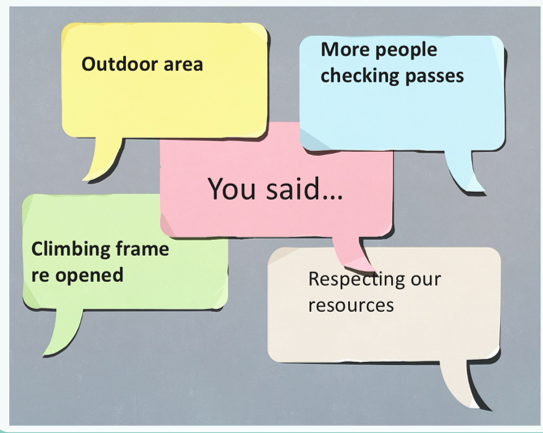 Outdoor area
More people
checking passes
You said...
Climbing frame
re opened
Respecting our
resources